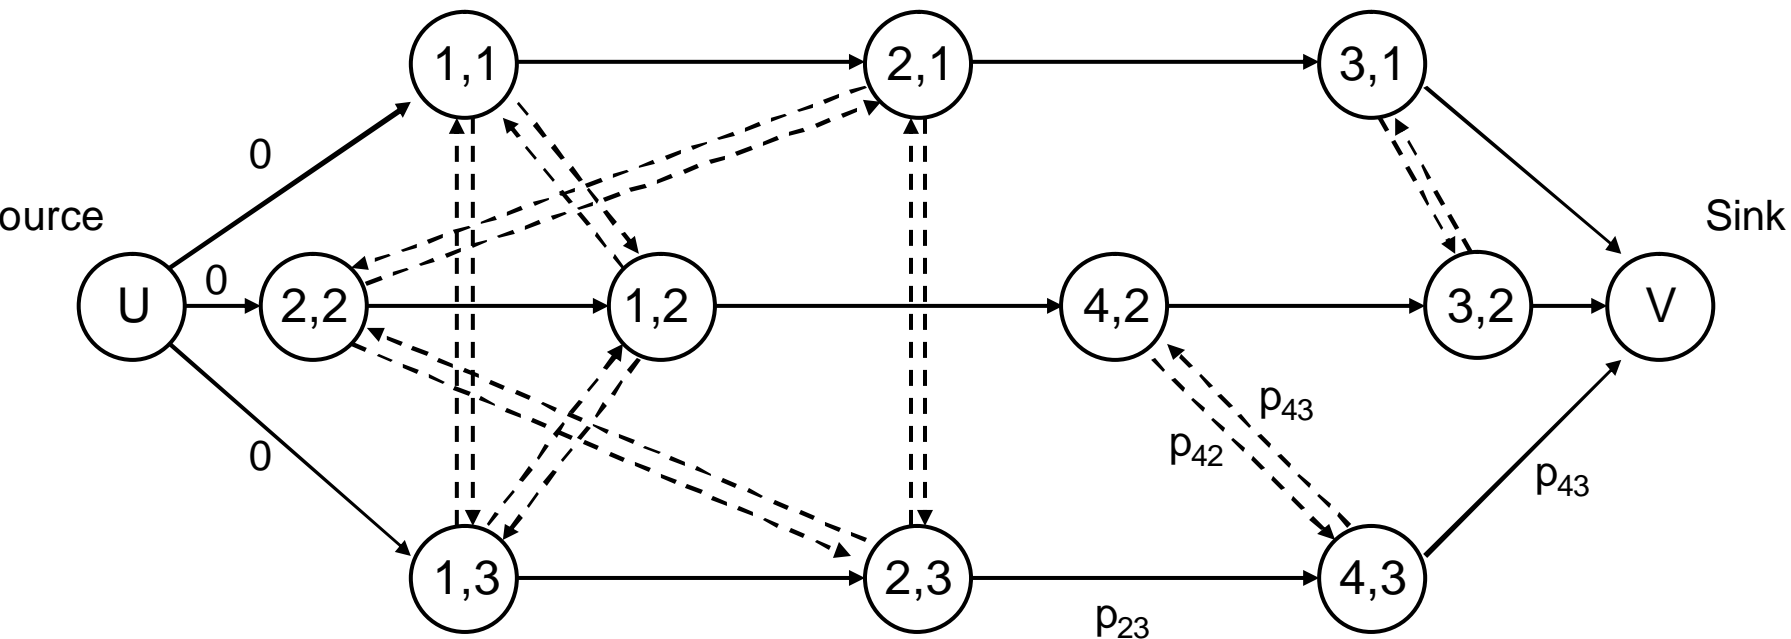 1,1
2,1
3,1
0
ource
Sink
0
U
2,2
1,2
4,2
3,2
V
p43
p42
0
p43
1,3
2,3
4,3
p23